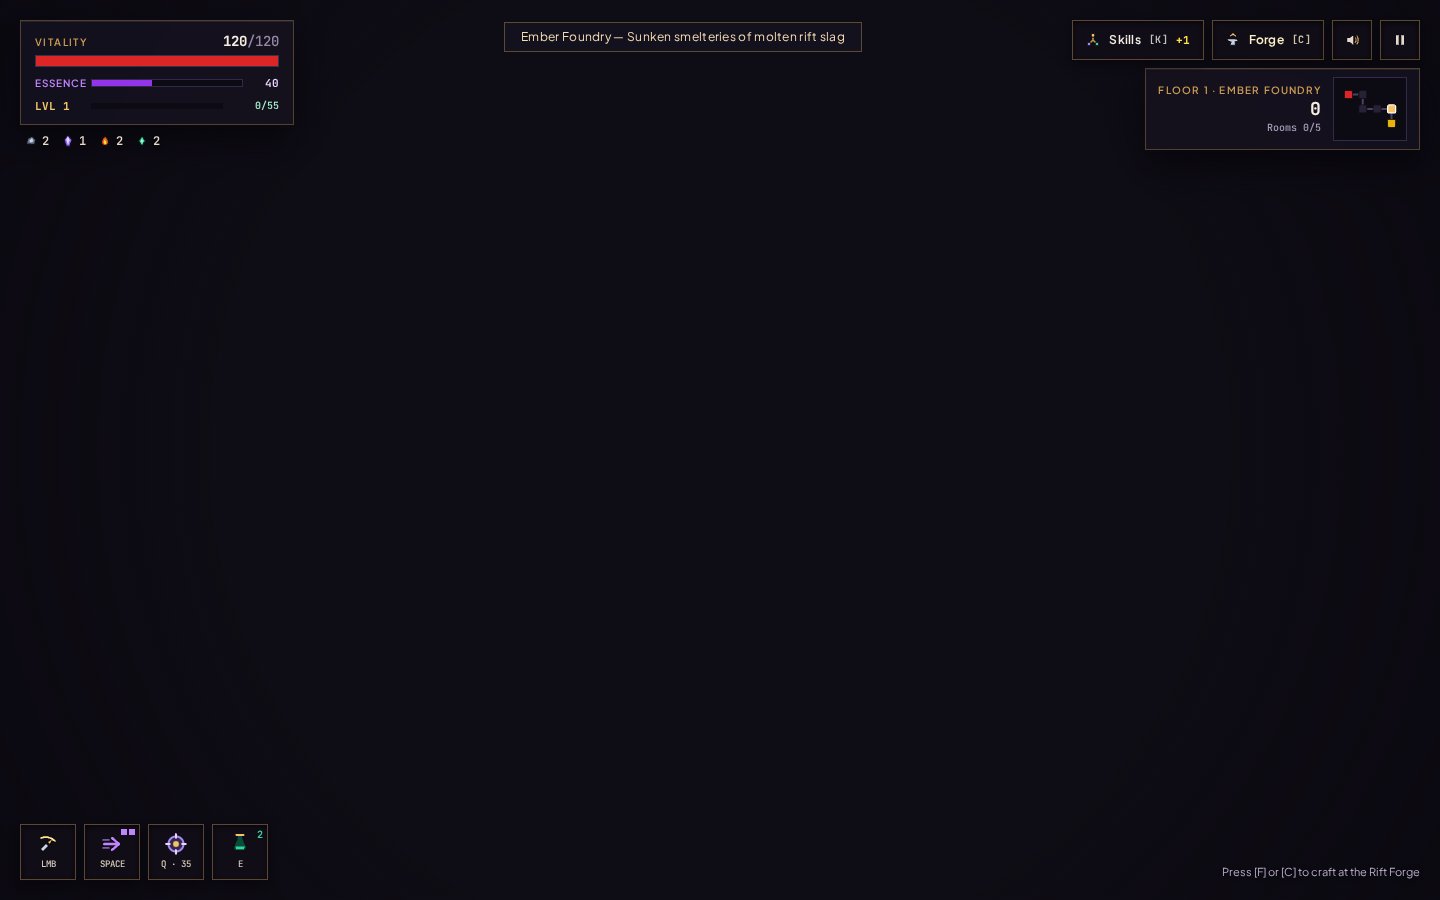 VITALITY 120/120
ESSENCE 40
LVL 1 0/55
2 1 2 2
Ember Foundry — Sunken smelteries of molten rift slag
Skills [K] +1
Forge [C]
FLOOR 1 · EMBER FOUNDRY
0
Rooms 0/5
LMB
SPACE
Q · 35
2
E
Press [F] or [C] to craft at the Rift Forge